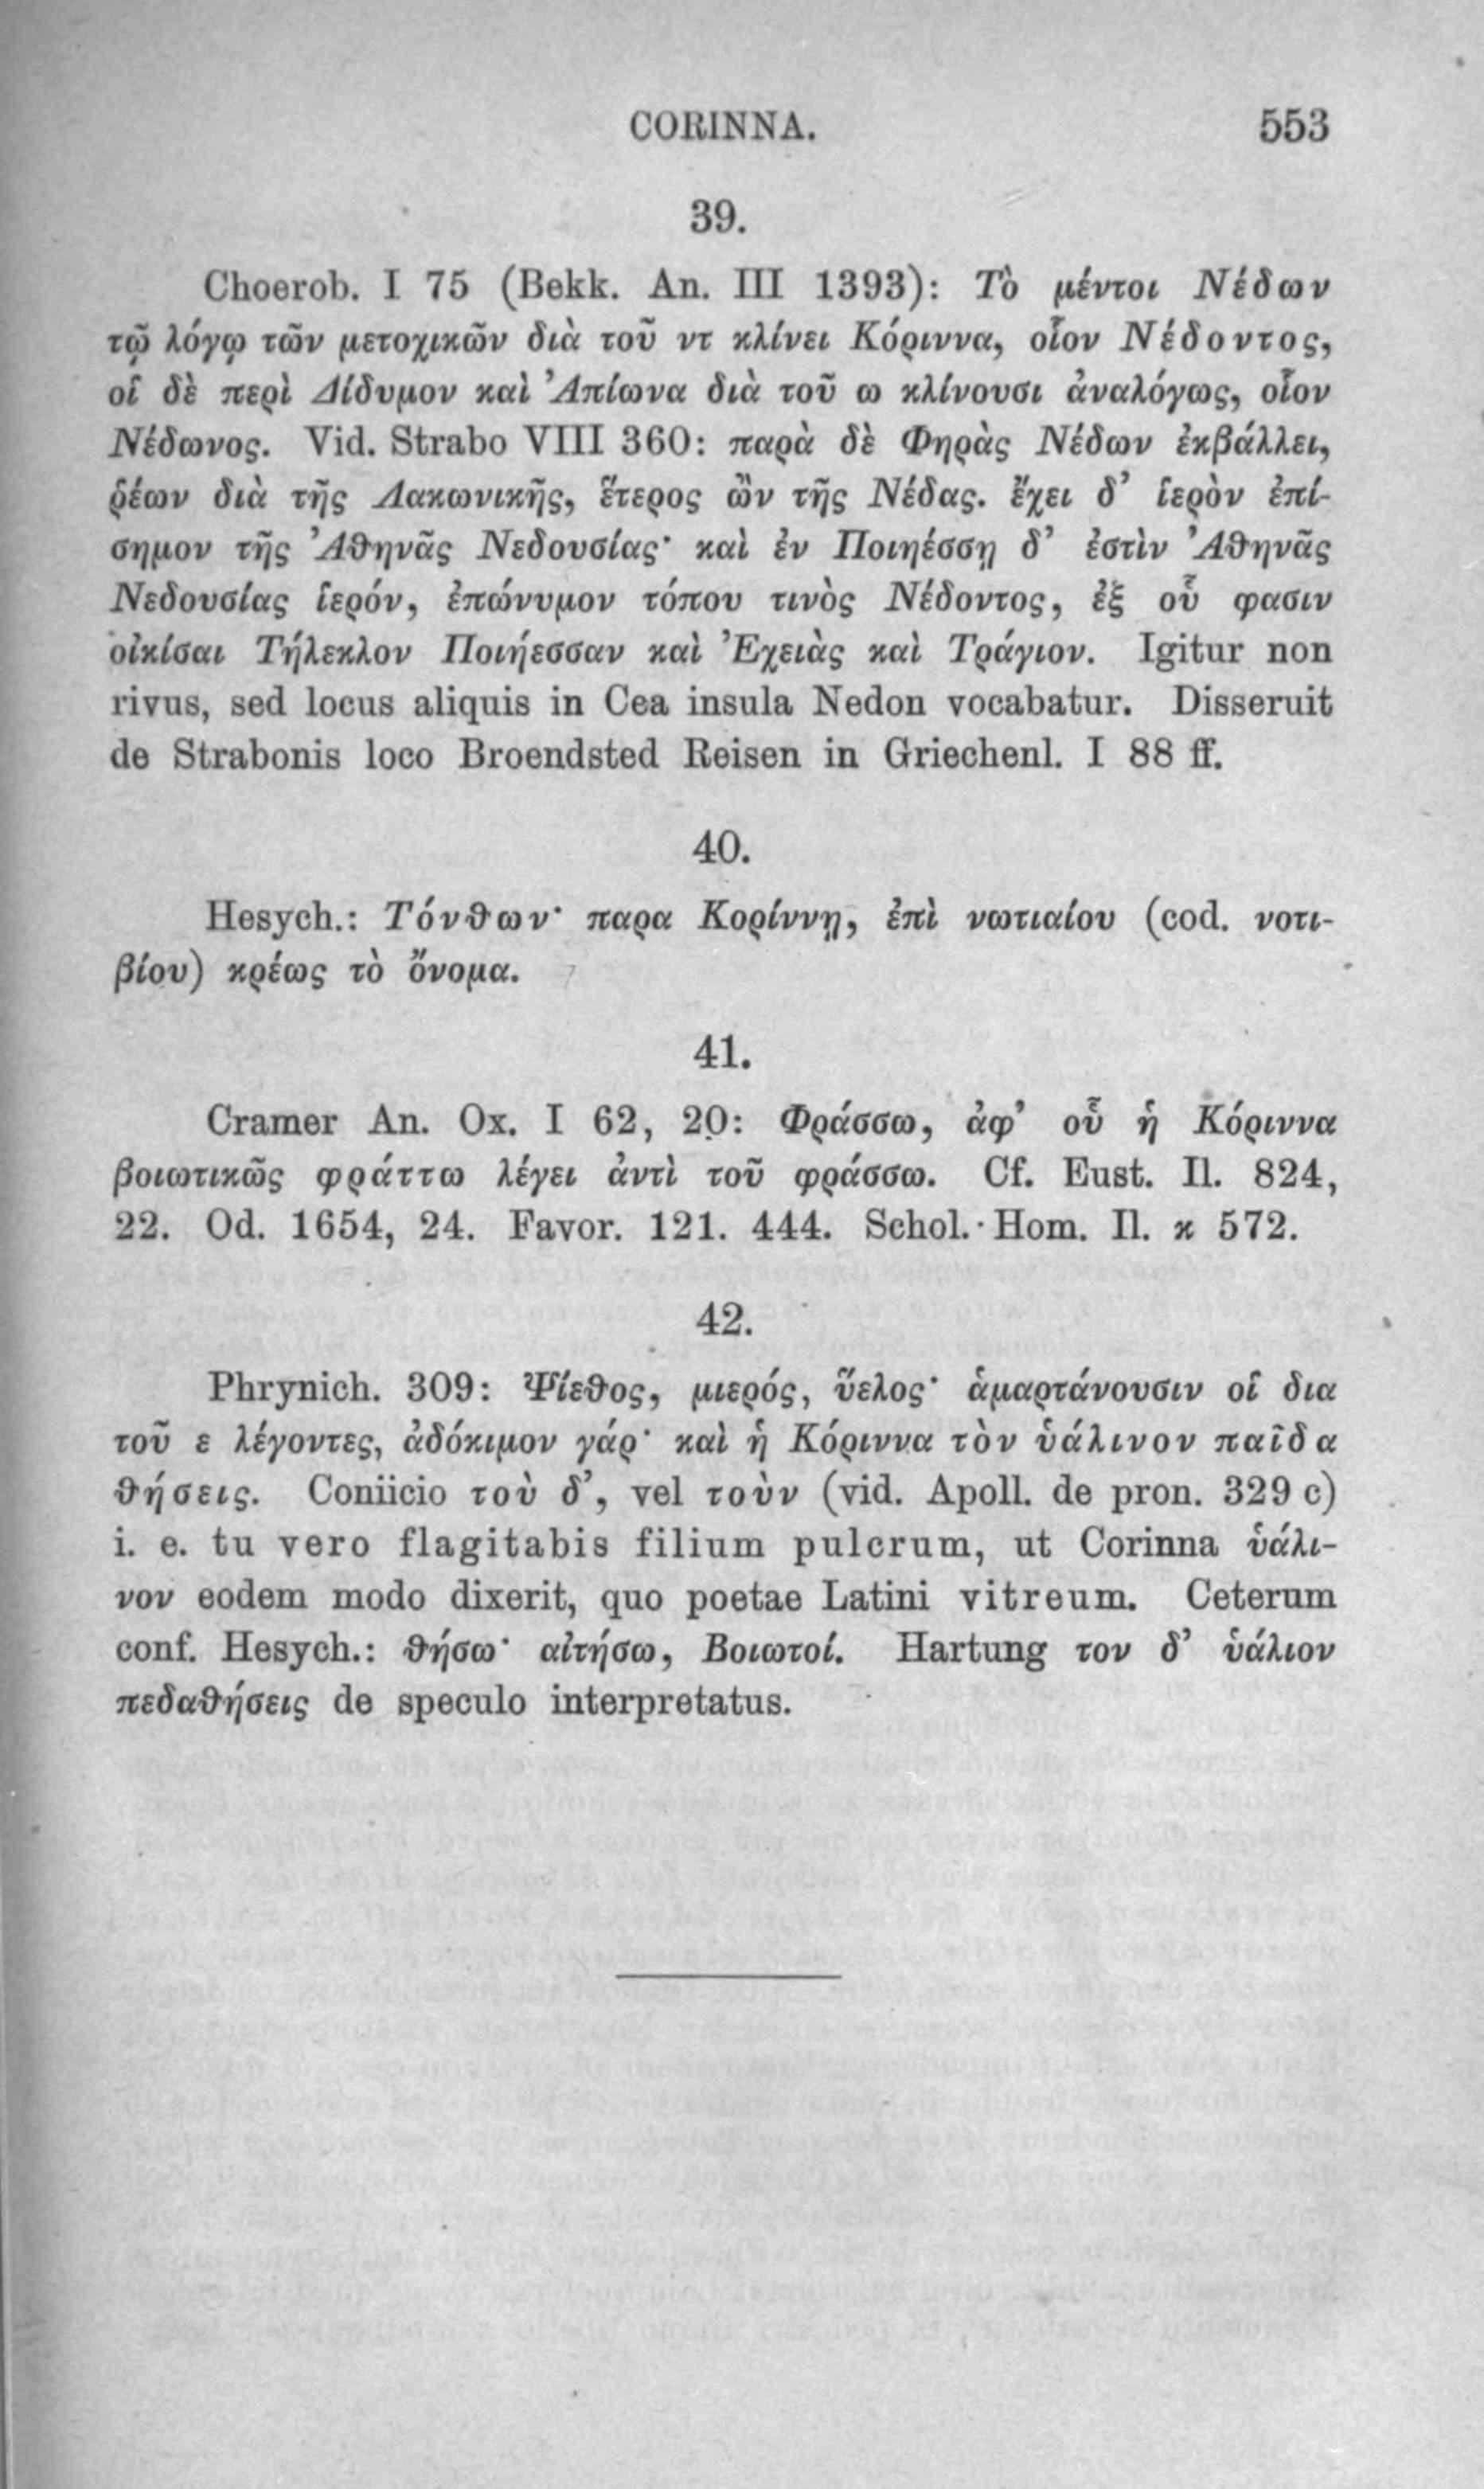 CORINNA. 553
39.
Choerob. I 75 (Bekk. An. III 1393): Τὸ μέντοι Νέδων
τῷ λόγῳ τῶν μετοχικῶν διὰ τοῦ ντ κλίνει Κόριννα, οἷον Νέδοντος,
οἱ δὲ περὶ Δίδυμον καὶ Ἀπίωνα διὰ τοῦ ω κλίνουσι ἀναλόγως, οἷον
Νέδωνος. Vid. Strabo VIII 360: παρὰ δὲ Φηρὰς Νέδων ἐκβάλλει,
ῥέων διὰ τῆς Λακωνικῆς, ἕτερος ὢν τῆς Νέδας. ἔχει δ’ ἱερὸν ἐπί-
σημον τῆς Ἀθηνᾶς Νεδουσίας· καὶ ἐν Ποιηέσσῃ δ’ ἐστὶν Ἀθηνᾶς
Νεδουσίας ἱερόν, ἐπώνυμον τόπου τινὸς Νέδοντος, ἐξ οὗ φασιν
οἰκίσαι Τήλεκλον Ποιήεσσαν καὶ Ἐχειὰς καὶ Τράγιον. Igitur non
rivus, sed locus aliquis in Cea insula Nedon vocabatur. Disseruit
de Strabonis loco Broendsted Reisen in Griechenl. I 88 ff.
40.
Hesych.: Τόνθων· παρα Κορίννῃ, ἐπὶ νωτιαίου (cod. νοτι-
βίου) κρέως τὸ ὄνομα.
41.
Cramer An. Ox. I 62, 20: Φράσσω, ἀφ’ οὗ ἡ Κόριννα
βοιωτικῶς φράττω λέγει ἀντὶ τοῦ φράσσω. Cf. Eust. Il. 824,
22. Od. 1654, 24. Favor. 121. 444. Schol. Hom. Il. κ 572.
42.
Phrynich. 309: Ψίεθος, μιερός, ὕελος· ἁμαρτάνουσιν οἱ δια
τοῦ ε λέγοντες, ἀδόκιμον γάρ· καὶ ἡ Κόριννα τὸν ὑάλινον παῖδα
θήσεις. Coniicio τοὺ δ’, vel τοὺν (vid. Apoll. de pron. 329 c)
i. e. tu vero flagitabis filium pulcrum, ut Corinna ὑάλι-
νον eodem modo dixerit, quo poetae Latini vitreum. Ceterum
conf. Hesych.: θήσω· αἰτήσω, Βοιωτοί. Hartung τον δ’ ὑάλιον
πεδαθήσεις de speculo interpretatus.